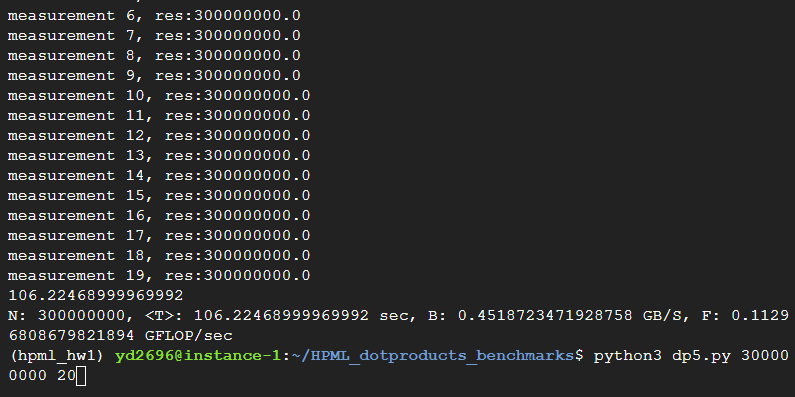 measurement 6, res:300000000.0
measurement 7, res:300000000.0
measurement 8, res:300000000.0
measurement 9, res:300000000.0
measurement 10, res:300000000.0
measurement 11, res:300000000.0
measurement 12, res:300000000.0
measurement 13, res:300000000.0
measurement 14, res:300000000.0
measurement 15, res:300000000.0
measurement 16, res:300000000.0
measurement 17, res:300000000.0
measurement 18, res:300000000.0
measurement 19, res:300000000.0
106.22468999969992
N: 300000000, <T>: 106.22468999969992 sec, B: 0.4518723471928758 GB/S, F: 0.1129
6808679821894 GFLOP/sec
(hpml_hw1) yd2696@instance-1:~/HPML_dotproducts_benchmarks$ python3 dp5.py 30000
0000 20